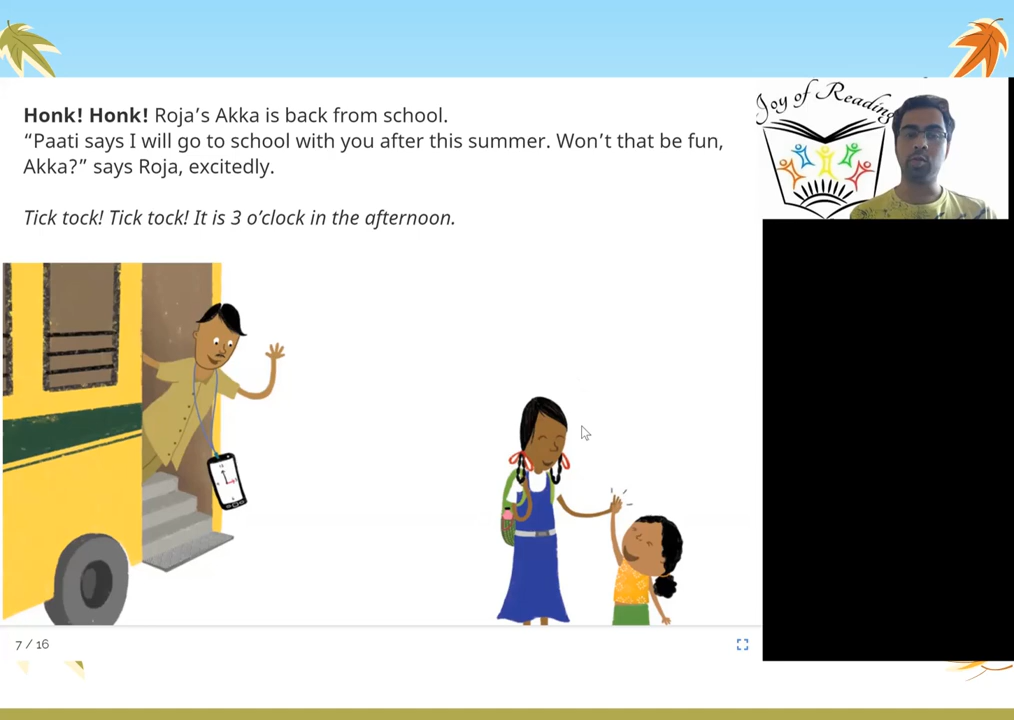 Honk! Honk! Roja’s Akka is back from school.
“Paati says I will go to school with you after this summer. Won’t that be fun,
Akka?” says Roja, excitedly.
Tick tock! Tick tock! It is 3 o’clock in the afternoon.
Joy of Reading
7 / 16